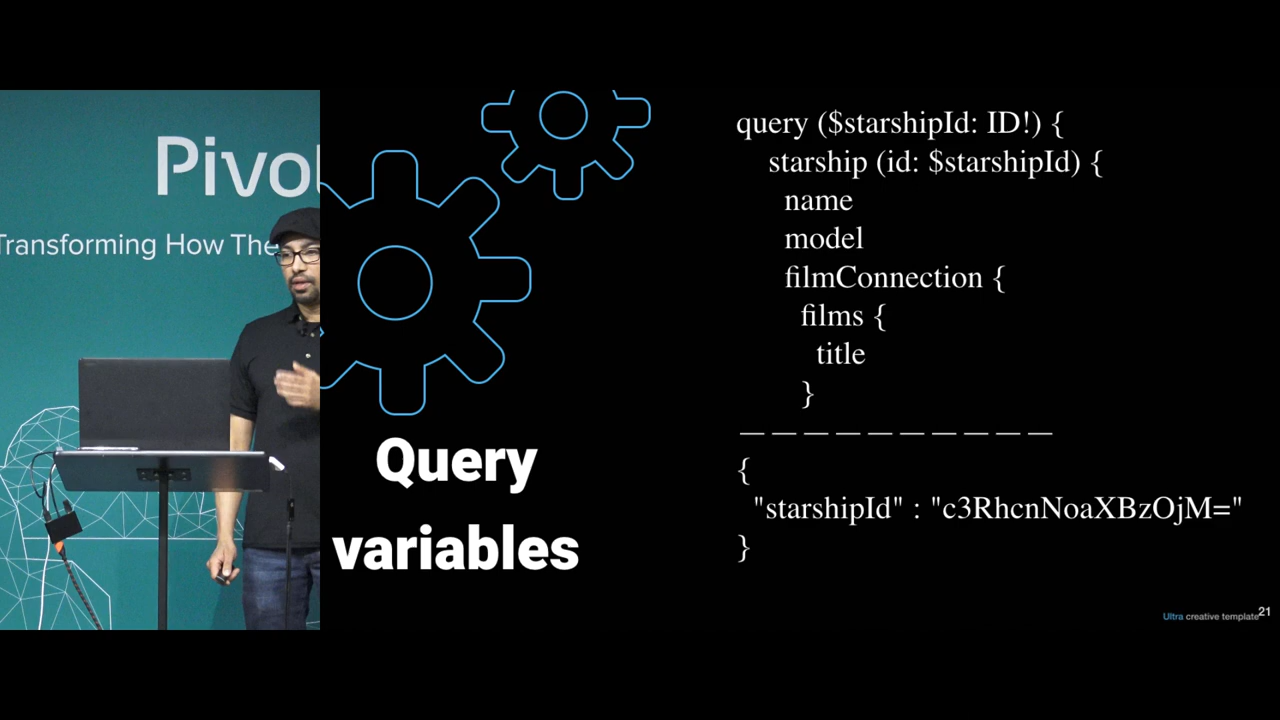 Transforming How The
Query
variables
query ($starshipId: ID!) {
starship (id: $starshipId) {
name
model
filmConnection {
films {
title
}
——————————
{
"starshipId" : "c3RhcnNoaXBzOjM="
}
Ultra creative template
21